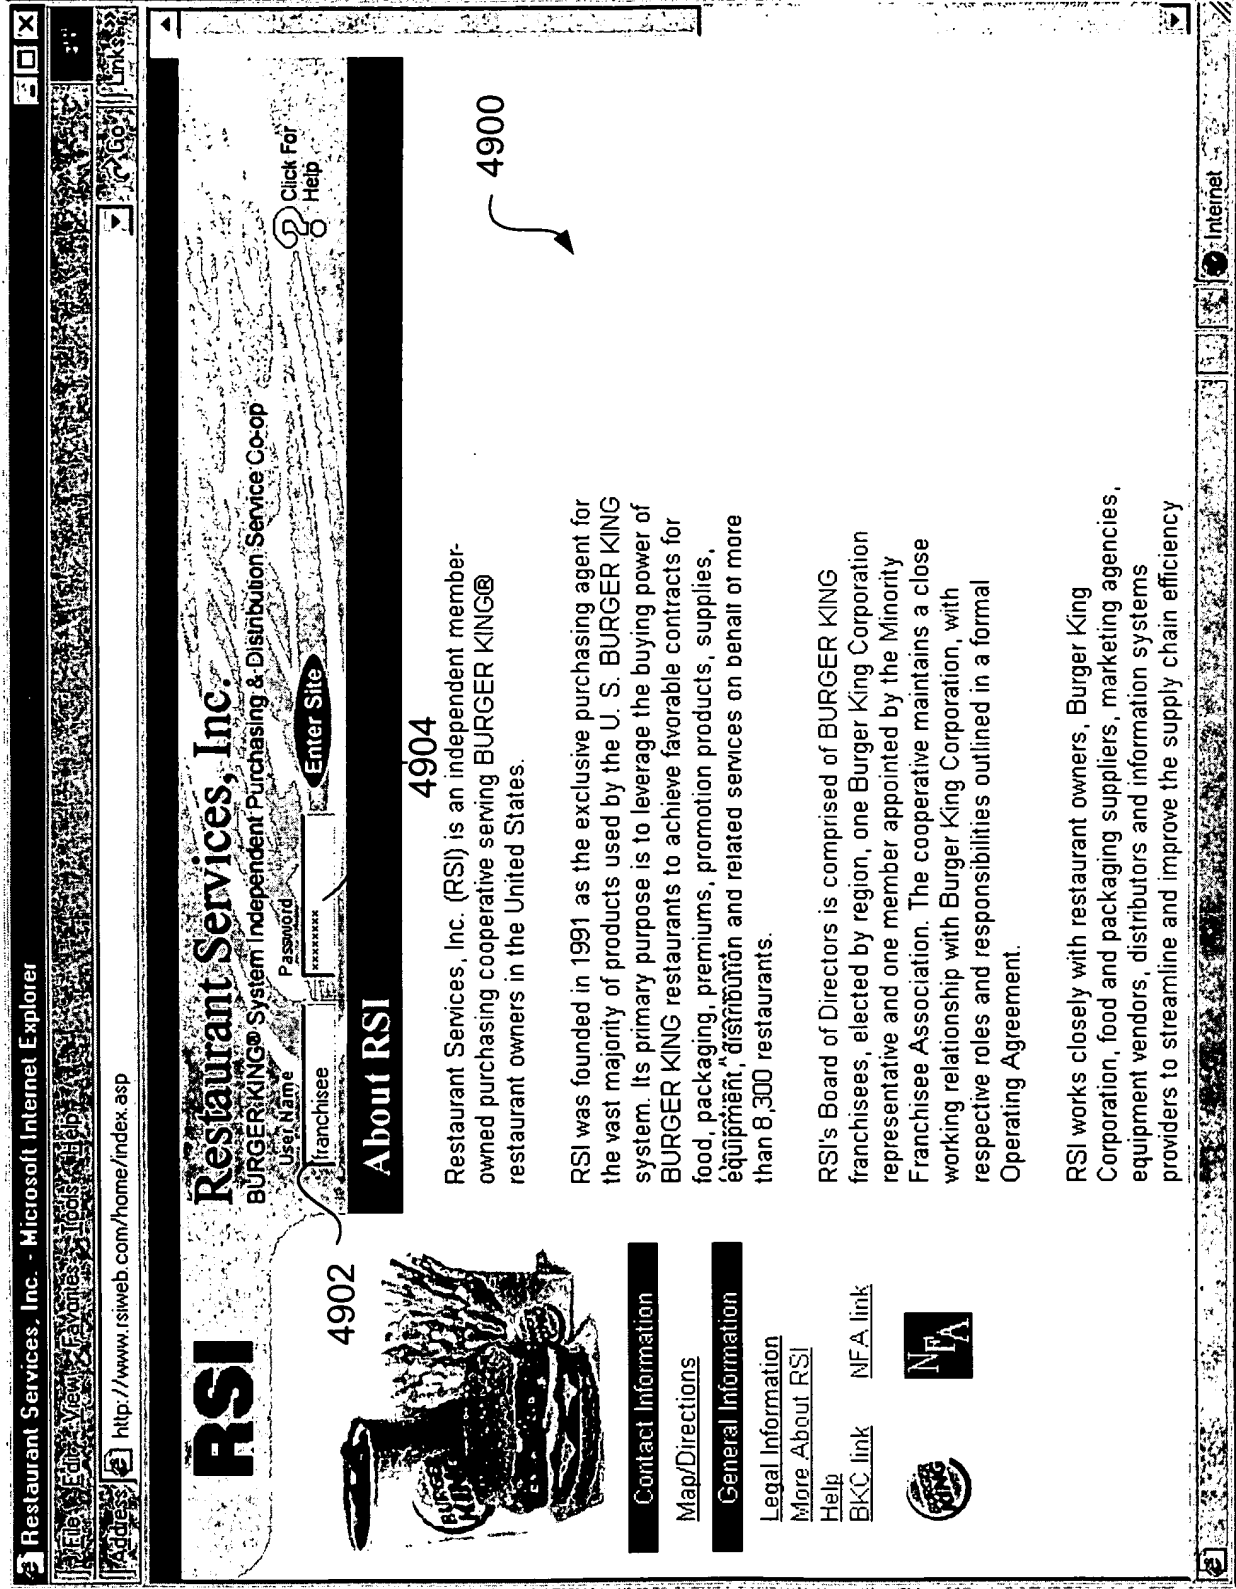 Restaurant Services, Inc. - Microsoft Internet Explorer
File Edit View Favorites Tools Help
Address http://www.rsiweb.com/home/index.asp Go Links »
RSI
Restaurant Services, Inc.
BURGER KING® System Independent Purchasing & Distribution Service Co-op
User Name Password
franchisee ×××××××× Enter Site
? Click For
Help
4902
4904
4900
About RSI
Restaurant Services, Inc. (RSI) is an independent member-
owned purchasing cooperative serving BURGER KING®
restaurant owners in the United States.
RSI was founded in 1991 as the exclusive purchasing agent for
the vast majority of products used by the U. S. BURGER KING
system. Its primary purpose is to leverage the buying power of
BURGER KING restaurants to achieve favorable contracts for
food, packaging, premiums, promotion products, supplies,
equipment, distribution and related services on behalf of more
than 8,300 restaurants.
RSI's Board of Directors is comprised of BURGER KING
franchisees, elected by region, one Burger King Corporation
representative and one member appointed by the Minority
Franchisee Association. The cooperative maintains a close
working relationship with Burger King Corporation, with
respective roles and responsibilities outlined in a formal
Operating Agreement.
RSI works closely with restaurant owners, Burger King
Corporation, food and packaging suppliers, marketing agencies,
equipment vendors, distributors and information systems
providers to streamline and improve the supply chain efficiency
BURGER
KING
Contact Information
Map/Directions
General Information
Legal Information
More About RSI
Help
BKC link NFA link
BURGER
KING
NFA
Internet